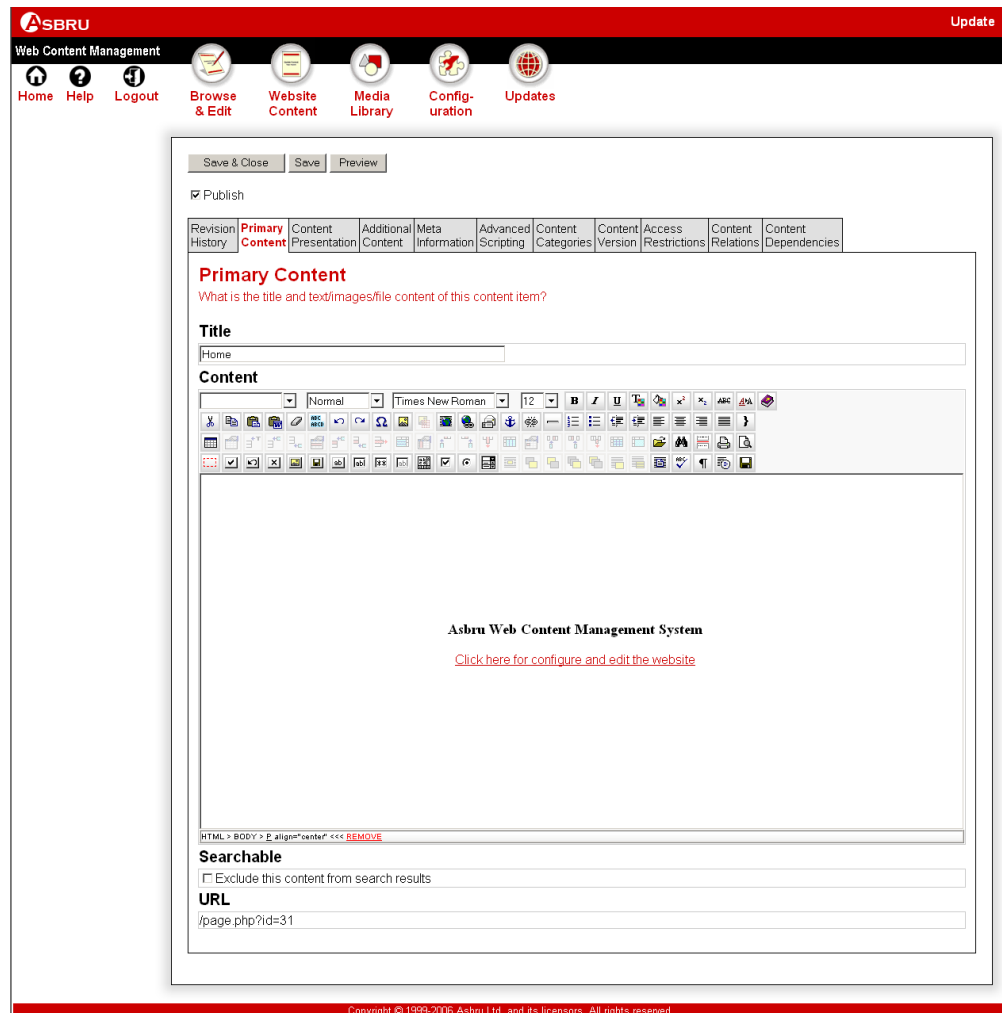 ASBRU
Update
Web Content Management
Home Help Logout
Browse & Edit
Website Content
Media Library
Config-uration
Updates
Save & Close Save Preview
Publish
Revision History
Primary Content
Content Presentation
Additional Content
Meta Information
Advanced Scripting
Content Categories
Content Version
Access Restrictions
Content Relations
Content Dependencies
Primary Content
What is the title and text/images/file content of this content item?
Title
Home
Content
Normal Times New Roman 12 B I U
Asbru Web Content Management System
Click here for configure and edit the website
HTML > BODY > P align="center" <<< REMOVE
Searchable
Exclude this content from search results
URL
/page.php?id=31
Copyright © 1999-2006 Asbru Ltd. and its licensors. All rights reserved.